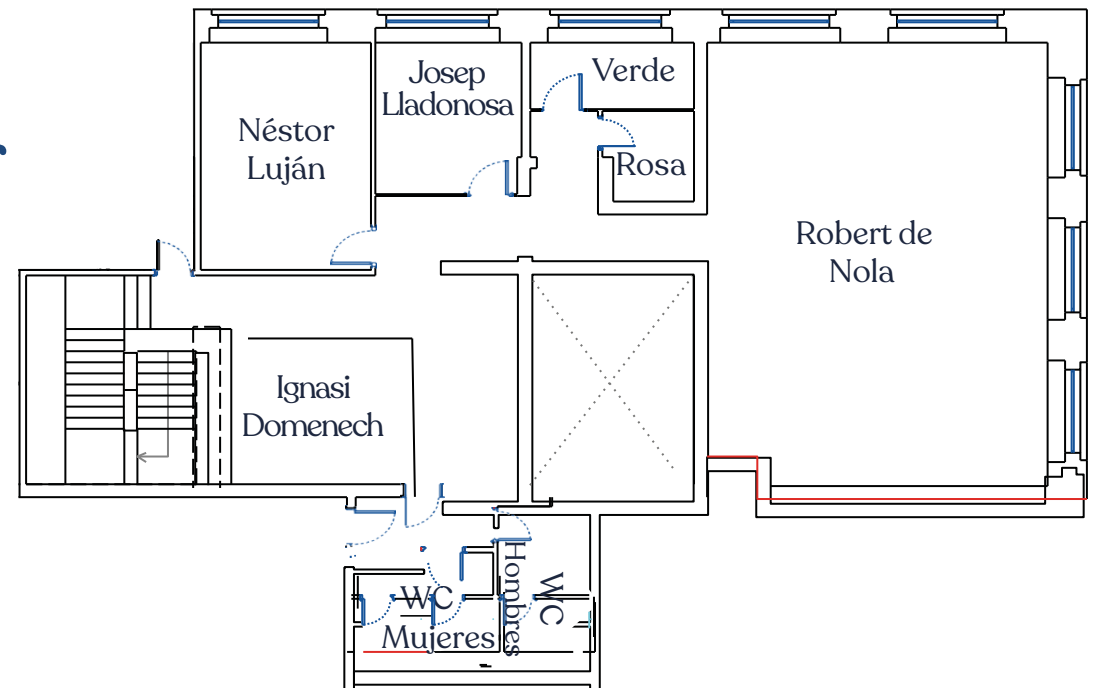 Néstor
Luján
Josep
Lladonosa
Verde
Rosa
Robert de
Nola
Ignasi
Domenech
WC
Mujeres
WC
Hombres